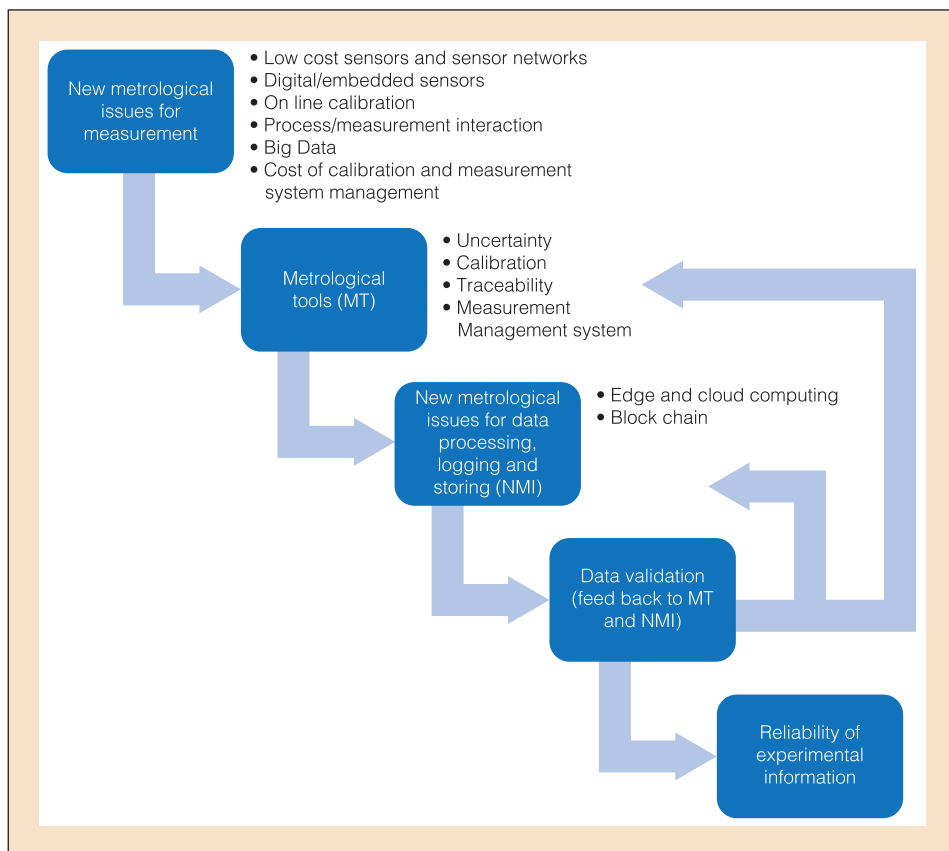 New metrological
issues for
measurement
• Low cost sensors and sensor networks
• Digital/embedded sensors
• On line calibration
• Process/measurement interaction
• Big Data
• Cost of calibration and measurement
system management
Metrological
tools (MT)
• Uncertainty
• Calibration
• Traceability
• Measurement
Management system
New metrological
issues for data
processing,
logging and
storing (NMI)
• Edge and cloud computing
• Block chain
Data validation
(feed back to MT
and NMI)
Reliability of
experimental
information